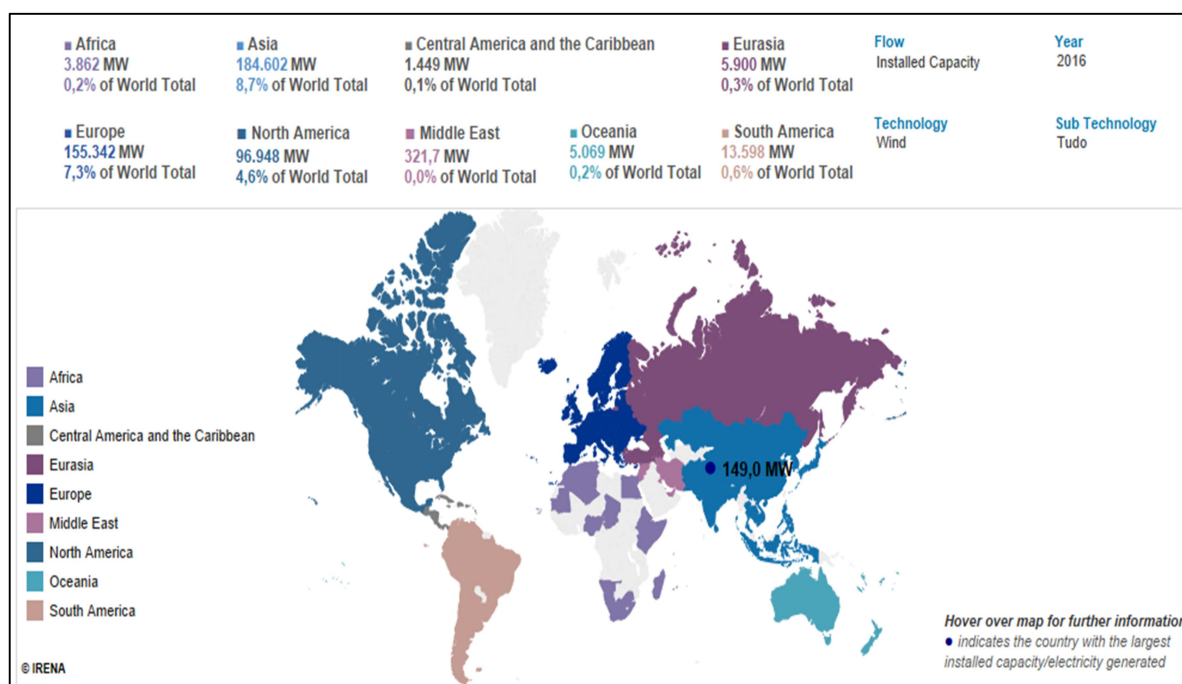 Africa
3.862 MW
0,2% of World Total
Asia
184.602 MW
8,7% of World Total
Central America and the Caribbean
1.449 MW
0,1% of World Total
Eurasia
5.900 MW
0,3% of World Total
Flow
Installed Capacity
Year
2016
Europe
155.342 MW
7,3% of World Total
North America
96.948 MW
4,6% of World Total
Middle East
321,7 MW
0,0% of World Total
Oceania
5.069 MW
0,2% of World Total
South America
13.598 MW
0,6% of World Total
Technology
Wind
Sub Technology
Tudo
Africa
Asia
Central America and the Caribbean
Eurasia
Europe
Middle East
North America
Oceania
South America
149,0 MW
Hover over map for further information
indicates the country with the largest
installed capacity/electricity generated
© IRENA